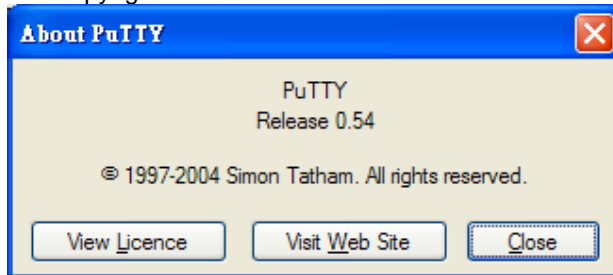 About PuTTY
PuTTY
Release 0.54
© 1997-2004 Simon Tatham. All rights reserved.
View Licence
Visit Web Site
Close